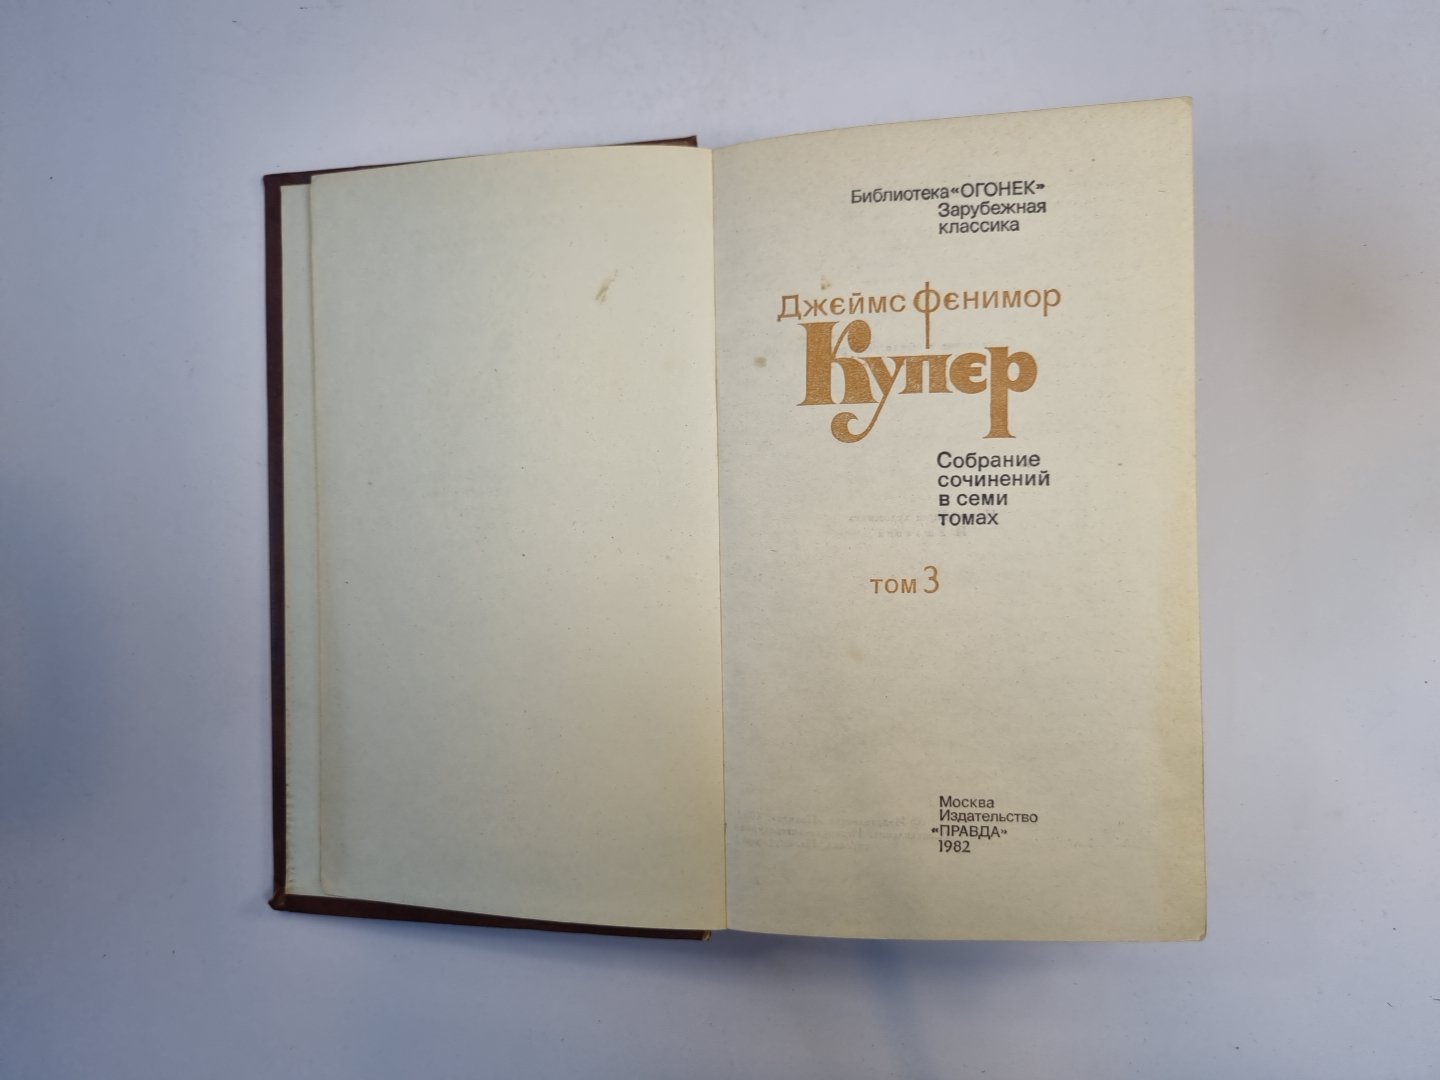 Библиотека «ОГОНЕК»
Зарубежная
классика
Джеймс Фенимор
Купер
Собрание
сочинений
в семи
томах
том 3
Москва
Издательство
«ПРАВДА»
1982